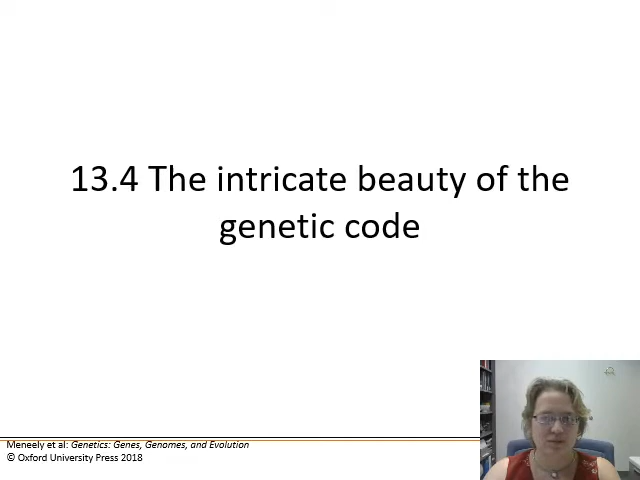 13.4 The intricate beauty of the
genetic code
Meneely et al: Genetics: Genes, Genomes, and Evolution
© Oxford University Press 2018